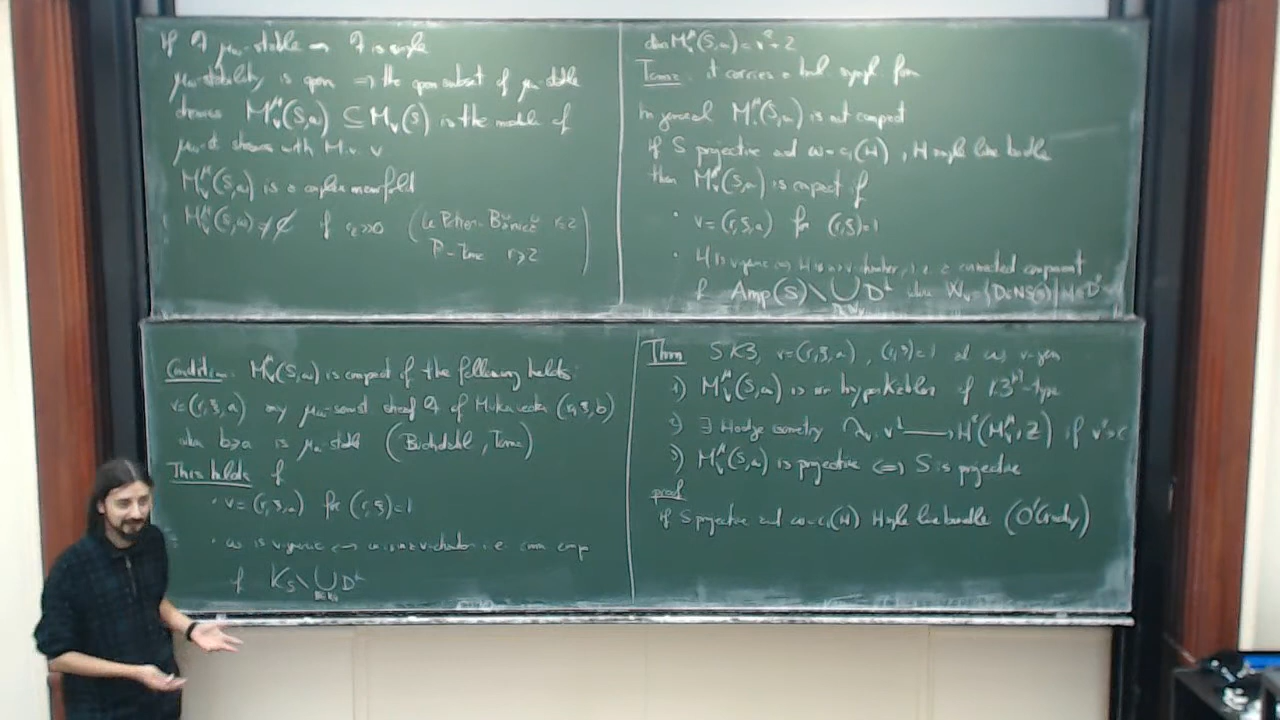 If F μω-stable ⇒ F is simple
μω-stability is open ⇒ the open subset of μω-stable
sheaves M^μ_v(S,ω) ⊆ M_v(S) is the moduli of
μω-st sheaves with M.v. v
M^μ_v(S,ω) is a complex manifold
M^μ_v(S,ω) ≠ ∅ if r≥2 (Le Potier - r=2
P-Toma r≥2)
dim M^μ_v(S,ω) = v²+2
Toma: it carries a hol. sympl. form
In general M^μ_v(S,ω) is not compact
If S projective and ω=c₁(H), H ample line bundle
then M^μ_v(S,ω) is compact if
· v=(r,ξ,a) for (r,ξ)=1
· H is v-generic ⇔ H is in a v-chamber, i.e. a connected component
of Amp(S)\∪D^⊥ where W_v={D∈NS(S)|
Condition: M^μ_v(S,ω) is compact if the following holds:
v=(r,ξ,a) any μω-semist sheaf F of Mukai vector (r,ξ,b)
where b≥a is μω-stable (Buchdahl, Toma)
This holds if
· v=(r,ξ,a) for (r,ξ)=1
· ω is v-generic ⇔ ω is in a v-chamber i.e. conn. comp.
of K_S\∪D^⊥
Thm S K3, v=(r,ξ,a), (r,ξ)=1 and ω is v-gen
1) M^μ_v(S,ω) is an hyperkähler of K3^[n]-type
2) ∃ Hodge isometry λ_v: v^⊥ ⟶ H²(M^μ_v,Z) if v²>0
3) M^μ_v(S,ω) is projective ⇔ S is projective
proof
if S projective and ω=c₁(H) H ample line bundle (O'Grady)